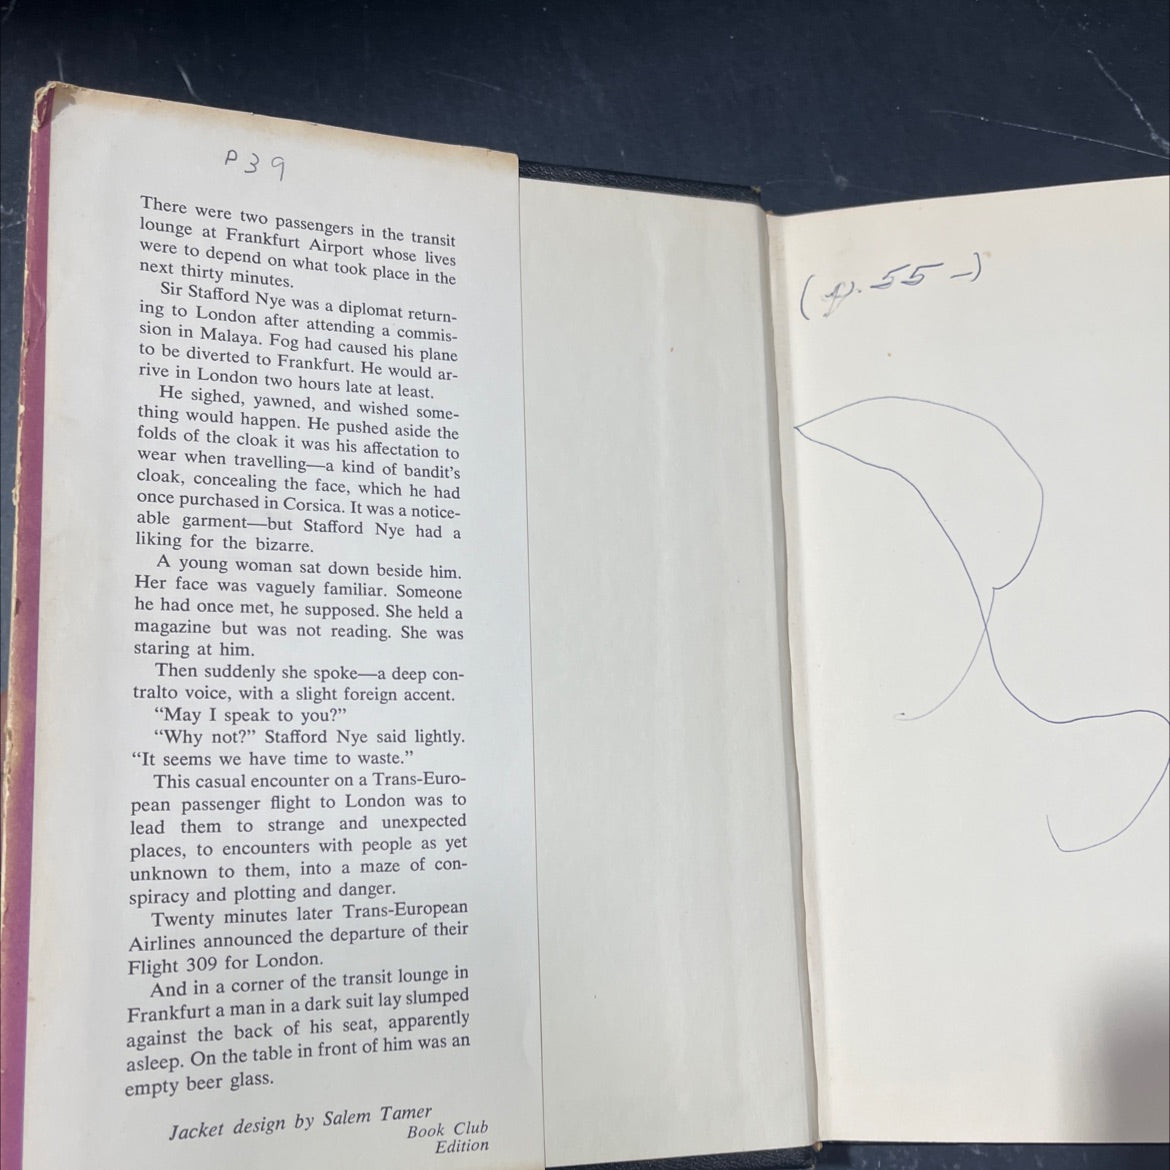 P39
There were two passengers in the transit
lounge at Frankfurt Airport whose lives
were to depend on what took place in the
next thirty minutes.
Sir Stafford Nye was a diplomat return-
ing to London after attending a commis-
sion in Malaya. Fog had caused his plane
to be diverted to Frankfurt. He would ar-
rive in London two hours late at least.
He sighed, yawned, and wished some-
thing would happen. He pushed aside the
folds of the cloak it was his affectation to
wear when travelling—a kind of bandit's
cloak, concealing the face, which he had
once purchased in Corsica. It was a notice-
able garment—but Stafford Nye had a
liking for the bizarre.
A young woman sat down beside him.
Her face was vaguely familiar. Someone
he had once met, he supposed. She held a
magazine but was not reading. She was
staring at him.
Then suddenly she spoke—a deep con-
tralto voice, with a slight foreign accent.
“May I speak to you?”
“Why not?” Stafford Nye said lightly.
“It seems we have time to waste.”
This casual encounter on a Trans-Euro-
pean passenger flight to London was to
lead them to strange and unexpected
places, to encounters with people as yet
unknown to them, into a maze of con-
spiracy and plotting and danger.
Twenty minutes later Trans-European
Airlines announced the departure of their
Flight 309 for London.
And in a corner of the transit lounge in
Frankfurt a man in a dark suit lay slumped
against the back of his seat, apparently
asleep. On the table in front of him was an
empty beer glass.
Jacket design by Salem Tamer
Book Club
Edition
(p.55-)